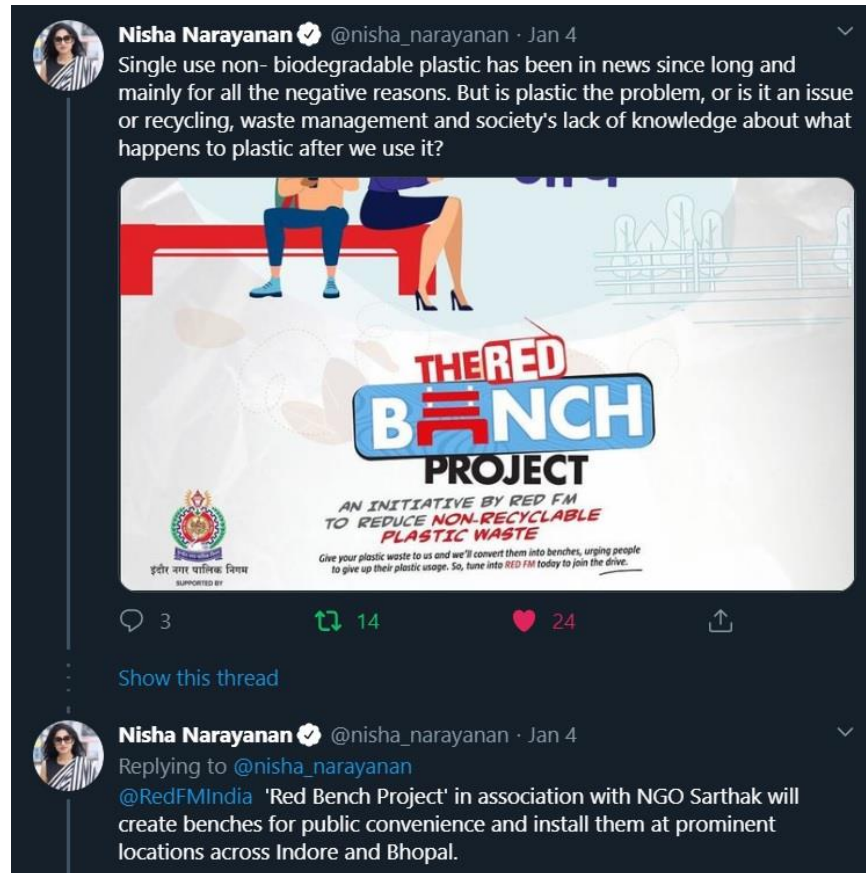 Nisha Narayanan @nisha_narayanan · Jan 4
Single use non- biodegradable plastic has been in news since long and
mainly for all the negative reasons. But is plastic the problem, or is it an issue
or recycling, waste management and society's lack of knowledge about what
happens to plastic after we use it?
THE RED
BENCH
PROJECT
AN INITIATIVE BY RED FM
TO REDUCE NON-RECYCLABLE
PLASTIC WASTE
Give your plastic waste to us and we'll convert them into benches, urging people
to give up their plastic usage. So, tune into RED FM today to join the drive.
इंदौर नगर पालिक निगम
SUPPORTED BY
3 14 24
Show this thread
Nisha Narayanan @nisha_narayanan · Jan 4
Replying to @nisha_narayanan
@RedFMIndia 'Red Bench Project' in association with NGO Sarthak will
create benches for public convenience and install them at prominent
locations across Indore and Bhopal.